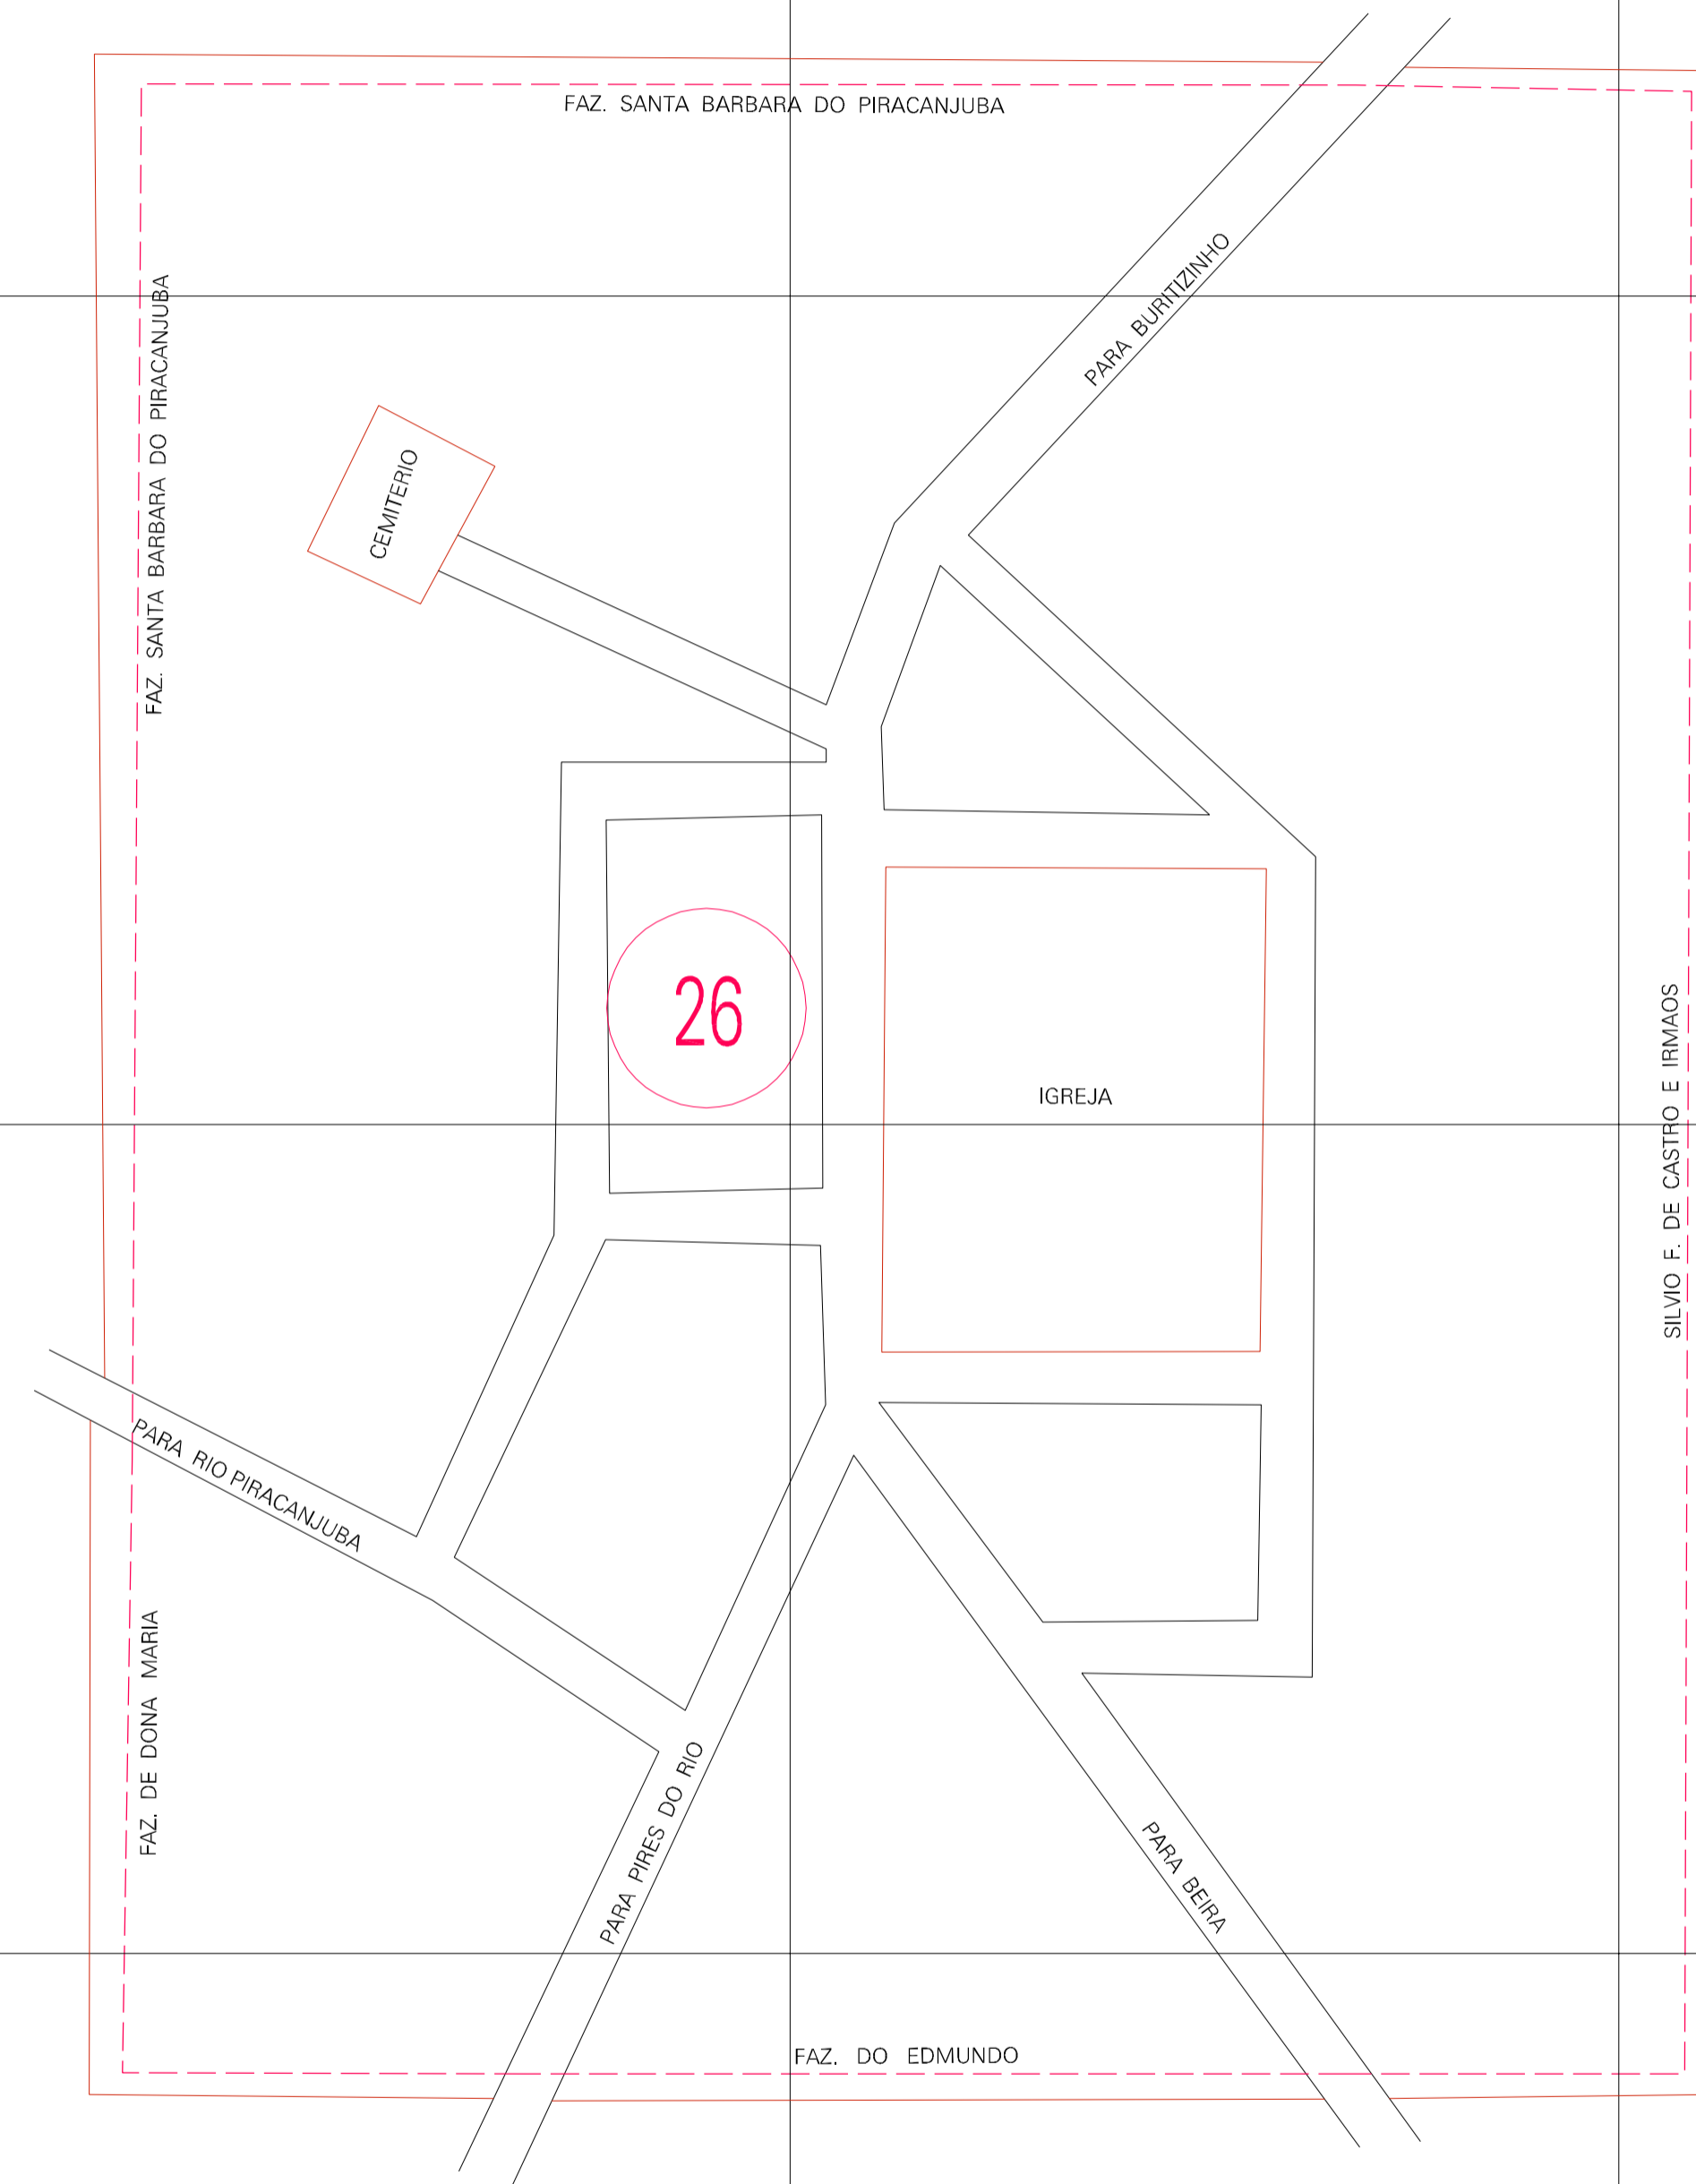 FAZ. SANTA BARBARA DO PIRACANJUBA
PARA BURITIZINHO
FAZ. SANTA BARBARA DO PIRACANJUBA
CEMITERIO
26
IGREJA
SILVIO F. DE CASTRO E IRMAOS
PARA RIO PIRACANJUBA
FAZ. DE DONA MARIA
PARA PIRES DO RIO
PARA BEIRA
FAZ. DO EDMUNDO